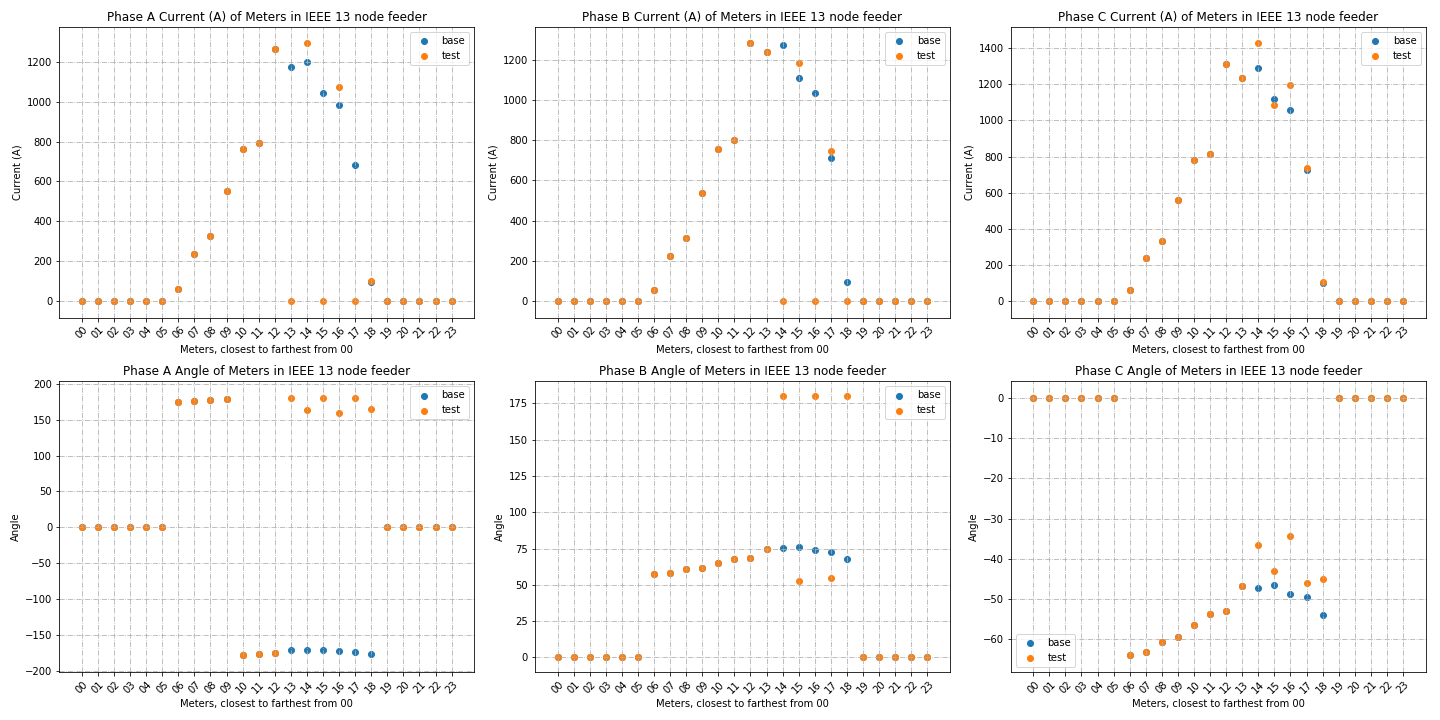 Phase A Current (A) of Meters in IEEE 13 node feeder
base
test
1200
1000
800
600
400
200
0
Current (A)
00 01 02 03 04 05 06 07 08 09 10 11 12 13 14 15 16 17 18 19 20 21 22 23
Meters, closest to farthest from 00
Phase B Current (A) of Meters in IEEE 13 node feeder
base
test
1200
1000
800
600
400
200
0
Current (A)
00 01 02 03 04 05 06 07 08 09 10 11 12 13 14 15 16 17 18 19 20 21 22 23
Meters, closest to farthest from 00
Phase C Current (A) of Meters in IEEE 13 node feeder
base
test
1400
1200
1000
800
600
400
200
0
Current (A)
00 01 02 03 04 05 06 07 08 09 10 11 12 13 14 15 16 17 18 19 20 21 22 23
Meters, closest to farthest from 00
Phase A Angle of Meters in IEEE 13 node feeder
base
test
200
150
100
50
0
−50
−100
−150
−200
Angle
00 01 02 03 04 05 06 07 08 09 10 11 12 13 14 15 16 17 18 19 20 21 22 23
Meters, closest to farthest from 00
Phase B Angle of Meters in IEEE 13 node feeder
base
test
175
150
125
100
75
50
25
0
Angle
00 01 02 03 04 05 06 07 08 09 10 11 12 13 14 15 16 17 18 19 20 21 22 23
Meters, closest to farthest from 00
Phase C Angle of Meters in IEEE 13 node feeder
0
−10
−20
−30
−40
−50
−60
Angle
base
test
00 01 02 03 04 05 06 07 08 09 10 11 12 13 14 15 16 17 18 19 20 21 22 23
Meters, closest to farthest from 00